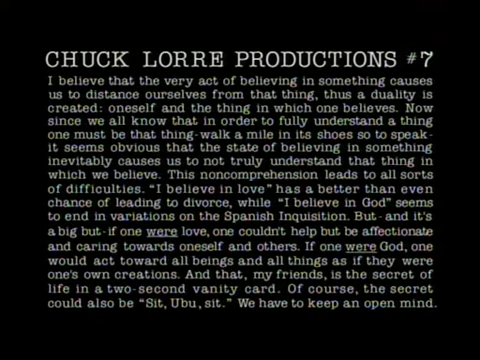 CHUCK LORRE PRODUCTIONS #7
I believe that the very act of believing in something causes
us to distance ourselves from that thing, thus a duality is
created: oneself and the thing in which one believes. Now
since we all know that in order to fully understand a thing
one must be that thing-walk a mile in its shoes so to speak-
it seems obvious that the state of believing in something
inevitably causes us to not truly understand that thing in
which we believe. This noncomprehension leads to all sorts
of difficulties. "I believe in love" has a better than even
chance of leading to divorce, while "I believe in God" seems
to end in variations on the Spanish Inquisition. But- and it's
a big but-if one were love, one couldn't help but be affectionate
and caring towards oneself and others. If one were God, one
would act toward all beings and all things as if they were
one's own creations. And that, my friends, is the secret of
life in a two-second vanity card. Of course, the secret
could also be "Sit, Ubu, sit." We have to keep an open mind.